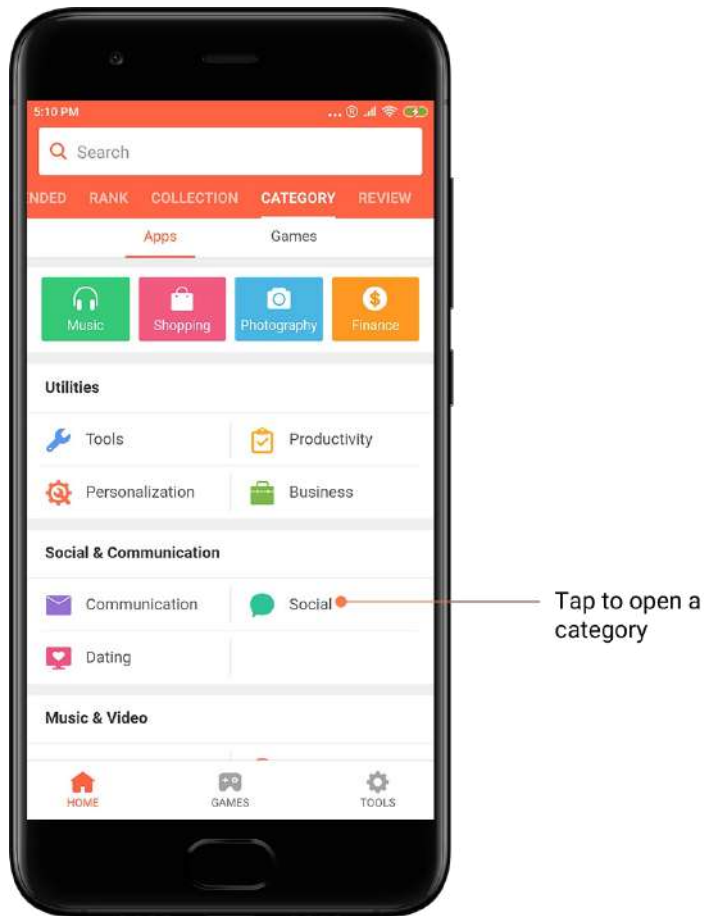 5:10 PM
Search
NDED RANK COLLECTION CATEGORY REVIEW
Apps Games
Music Shopping Photography Finance
Utilities
Tools Productivity
Personalization Business
Social & Communication
Communication Social
Tap to open a
category
Dating
Music & Video
HOME GAMES TOOLS